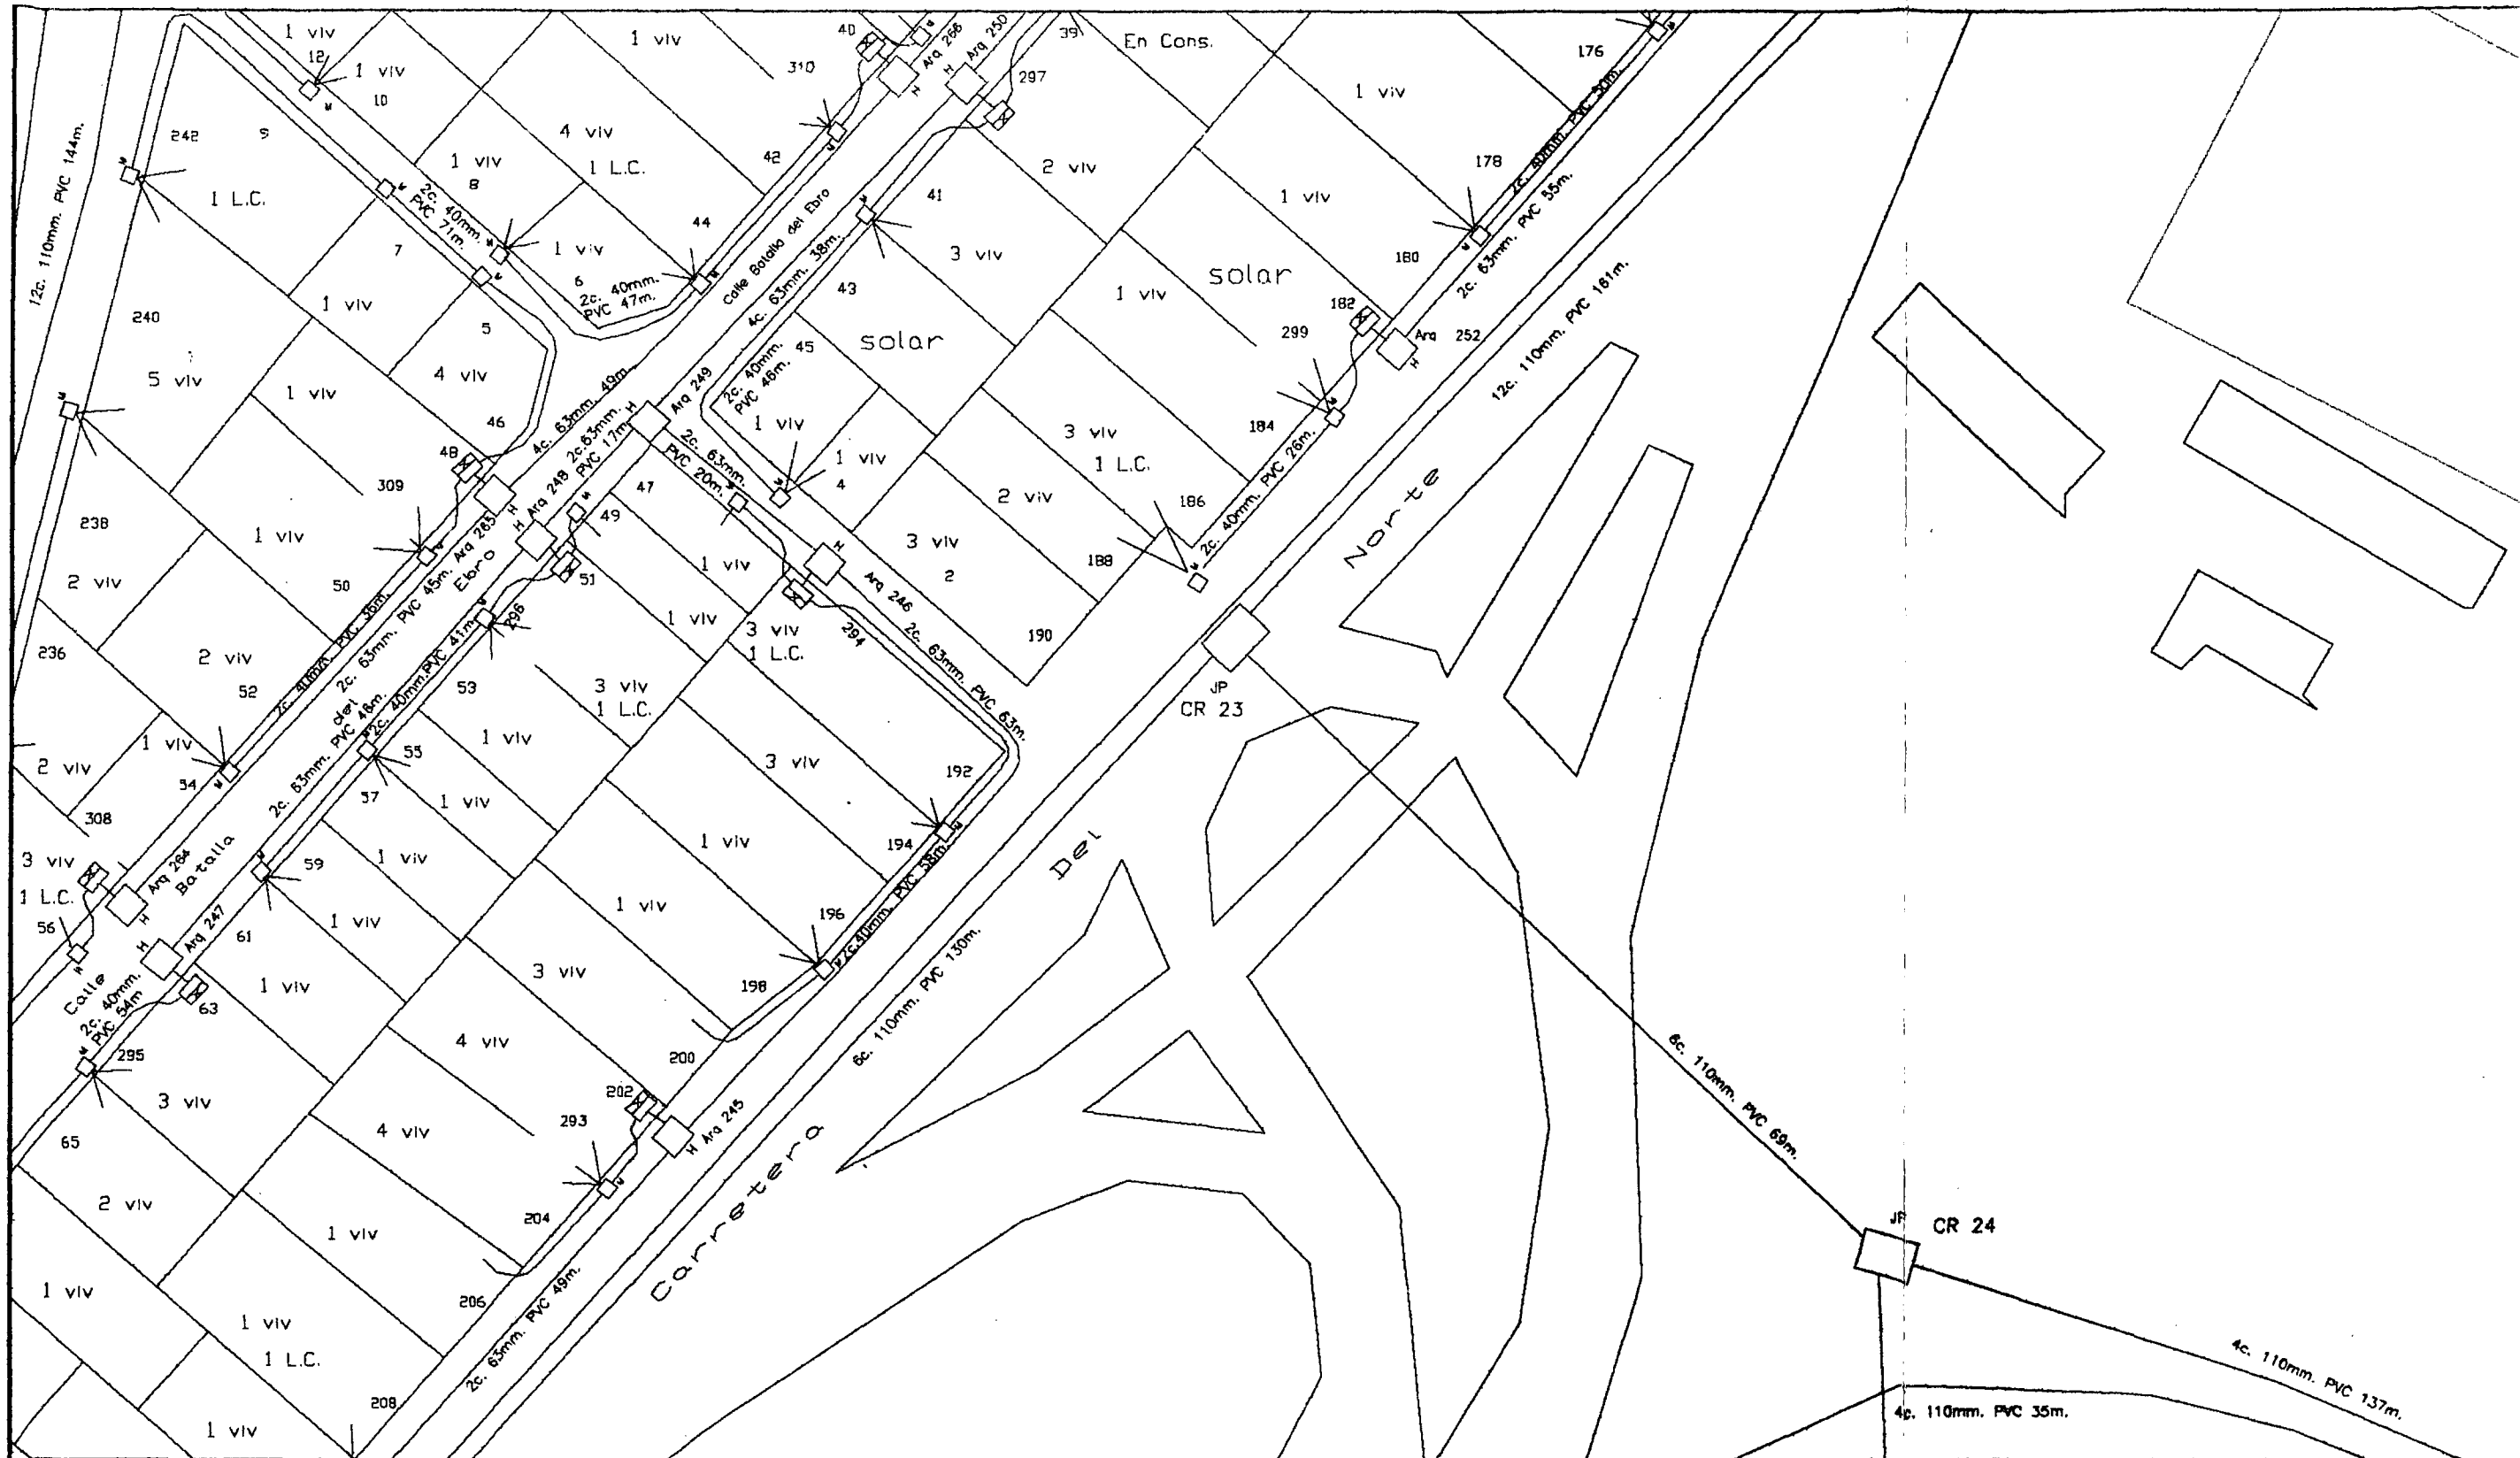 1 viv
12
1 viv
10
1 viv
310
40
Arq 266
H
Arq 250
H
39
En Cons.
297
176
1 viv
2c. 40mm. PVC 50m.
12c. 110mm. PVC 144m.
242
9
1 L.C.
1 viv
8
4 viv
1 L.C.
42
44
2c. 40mm.
PVC 71m.
7
1 viv
6
2c. 40mm.
PVC 47m.
Calle Batalla del Ebro
4c. 63mm. 38m.
41
2 viv
3 viv
43
solar
45
178
2c. 63mm. PVC 55m.
1 viv
180
solar
1 viv
182
299
Arq 252
H
12c. 110mm. PVC 161m.
240
5 viv
1 viv
5
4 viv
1 viv
46
48
4c. 63mm. 49m.
Arq 249
H
2c. 40mm.
PVC 46m.
1 viv
1 viv
4
3 viv
1 L.C.
184
2c. 40mm. PVC 26m.
186
2 viv
188
3 viv
2
190
Norte
309
238
2 viv
1 viv
50
Arq 265
H
Arq 248
H
2c. 63mm.
PVC 17m.
2c. 63mm.
PVC 20m.
47
49
51
1 viv
1 viv
Arq 246
H
294
2c. 63mm. PVC 63m.
3 viv
1 L.C.
236
2 viv
52
2c. 40mm. PVC 36m.
2c. 63mm. PVC 45m.
Ebro
del
2c. 63mm. PVC 46m.
2c. 40mm. PVC 41m.
296
53
3 viv
1 L.C.
1 viv
55
57
1 viv
3 viv
192
JP
CR 23
2 viv
1 viv
54
308
3 viv
1 L.C.
56
Arq 264
H
Batalla
Arq 247
H
59
61
63
1 viv
1 viv
1 viv
1 viv
194
1 viv
196
2c. 40mm. PVC 58m.
198
3 viv
4 viv
200
6c. 110mm. PVC 130m.
Del
Calle
2c. 40mm.
PVC 54m
295
3 viv
65
2 viv
4 viv
202
293
Arq 245
H
204
Carretera
1 viv
206
2c. 63mm. PVC 49m.
208
1 viv
1 viv
1 L.C.
1 viv
6c. 110mm. PVC 69m.
JP
CR 24
4c. 110mm. PVC 137m.
4c. 110mm. PVC 35m.